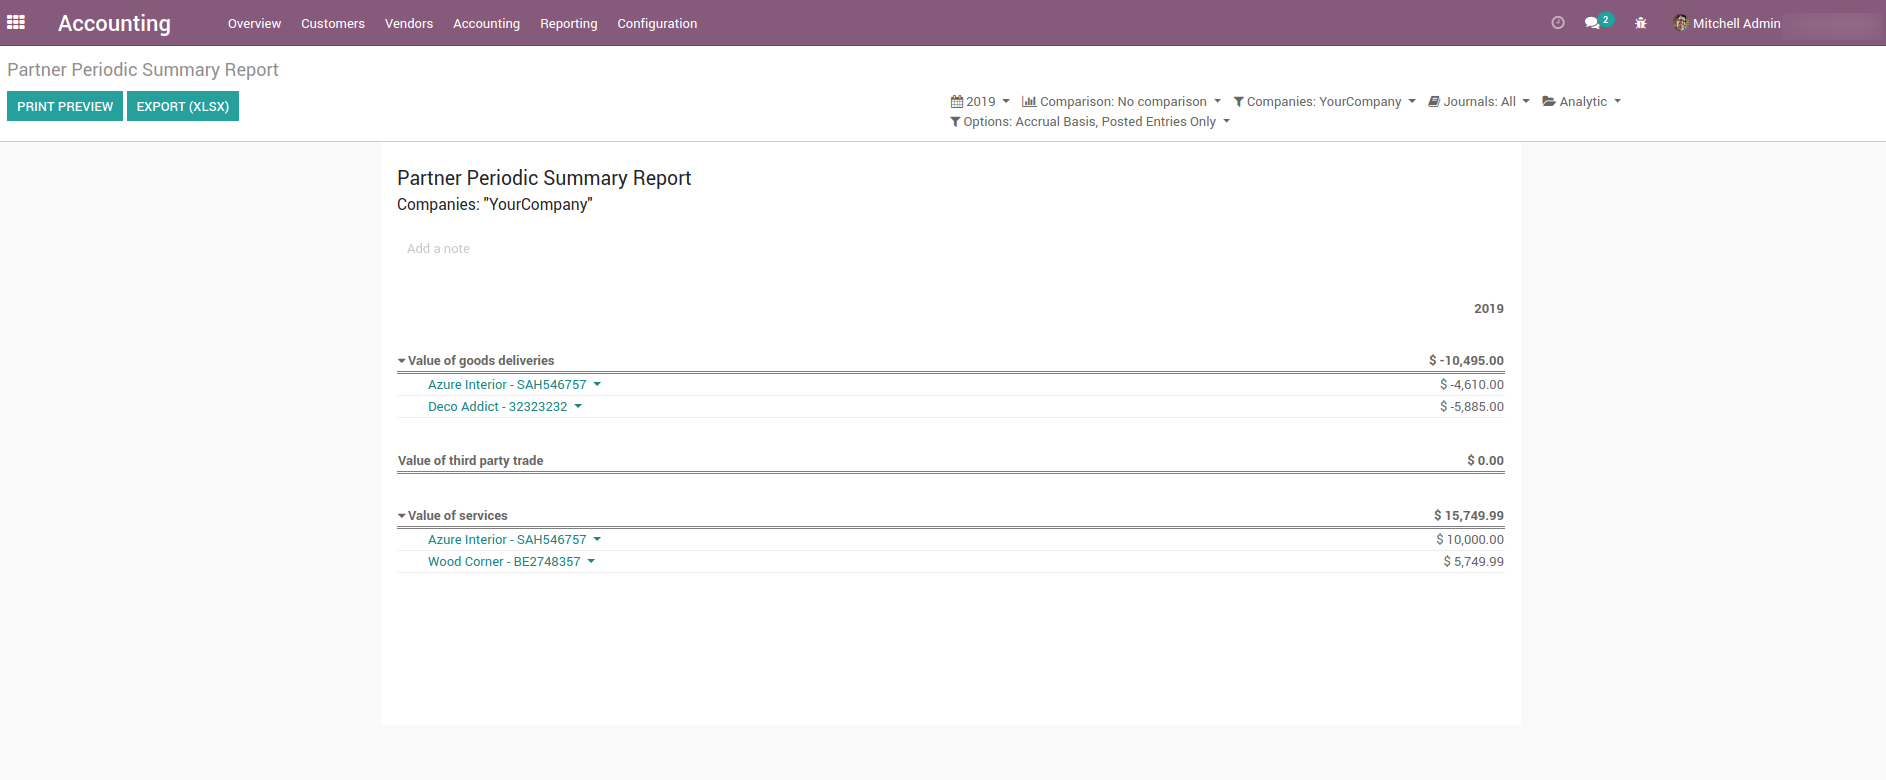 Accounting Overview Customers Vendors Accounting Reporting Configuration 2 Mitchell Admin
Partner Periodic Summary Report
PRINT PREVIEW EXPORT (XLSX)
2019 Comparison: No comparison Companies: YourCompany Journals: All Analytic
Options: Accrual Basis, Posted Entries Only
Partner Periodic Summary Report
Companies: "YourCompany"
Add a note
2019
Value of goods deliveries $ -10,495.00
Azure Interior - SAH546757 $ -4,610.00
Deco Addict - 32323232 $ -5,885.00
Value of third party trade $ 0.00
Value of services $ 15,749.99
Azure Interior - SAH546757 $ 10,000.00
Wood Corner - BE2748357 $ 5,749.99